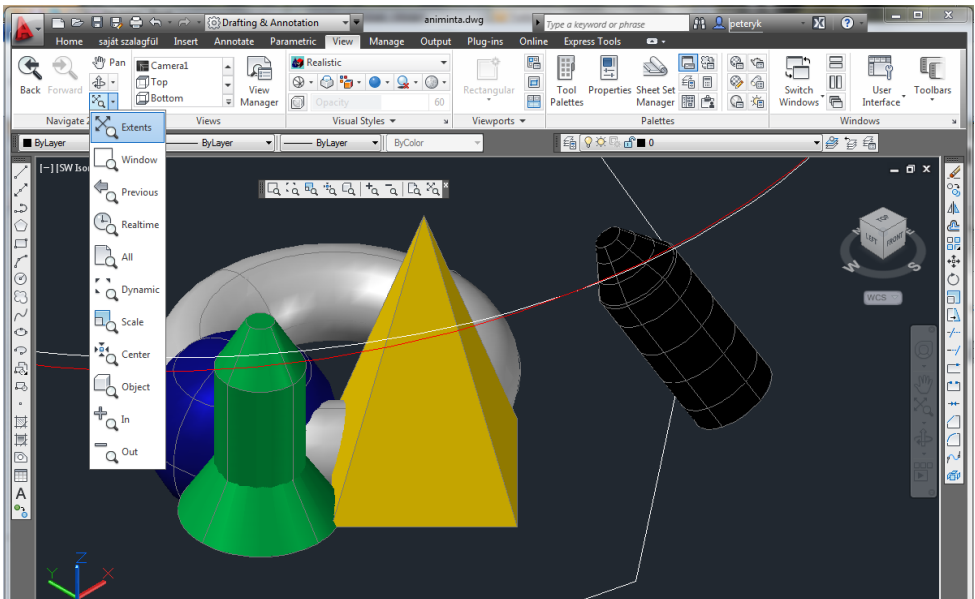 Drafting & Annotation
animinta.dwg
Type a keyword or phrase
peteryk
Home saját szalagfül Insert Annotate Parametric View Manage Output Plug-ins Online Express Tools
Pan
Back Forward
Camera1
Top
Bottom
View
Manager
Realistic
Opacity 60
Rectangular
Tool
Palettes
Properties
Sheet Set
Manager
Switch
Windows
User
Interface
Toolbars
Navigate 2 Views Visual Styles Viewports Palettes Windows
ByLayer ByLayer ByLayer ByColor 0
Extents
Window
Previous
Realtime
All
Dynamic
Scale
Center
Object
In
Out
[−] [SW Iso
TOP
LEFT FRONT
W S
WCS
A
Z
Y X